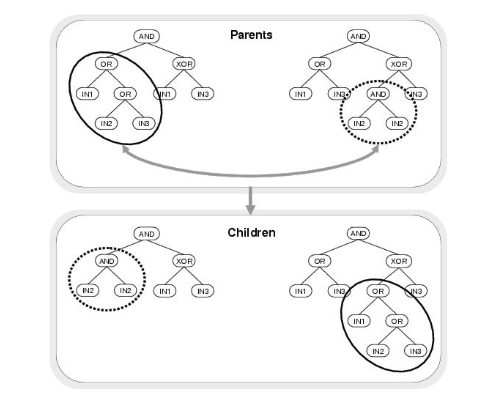 Parents
AND AND
OR XOR OR XOR
IN1 OR IN1 IN3 IN1 IN3 AND IN3
IN2 IN3 IN2 IN2
Children
AND AND
AND XOR OR XOR
IN2 IN2 IN1 IN3 IN1 IN3 OR IN3
IN1 OR
IN2 IN3